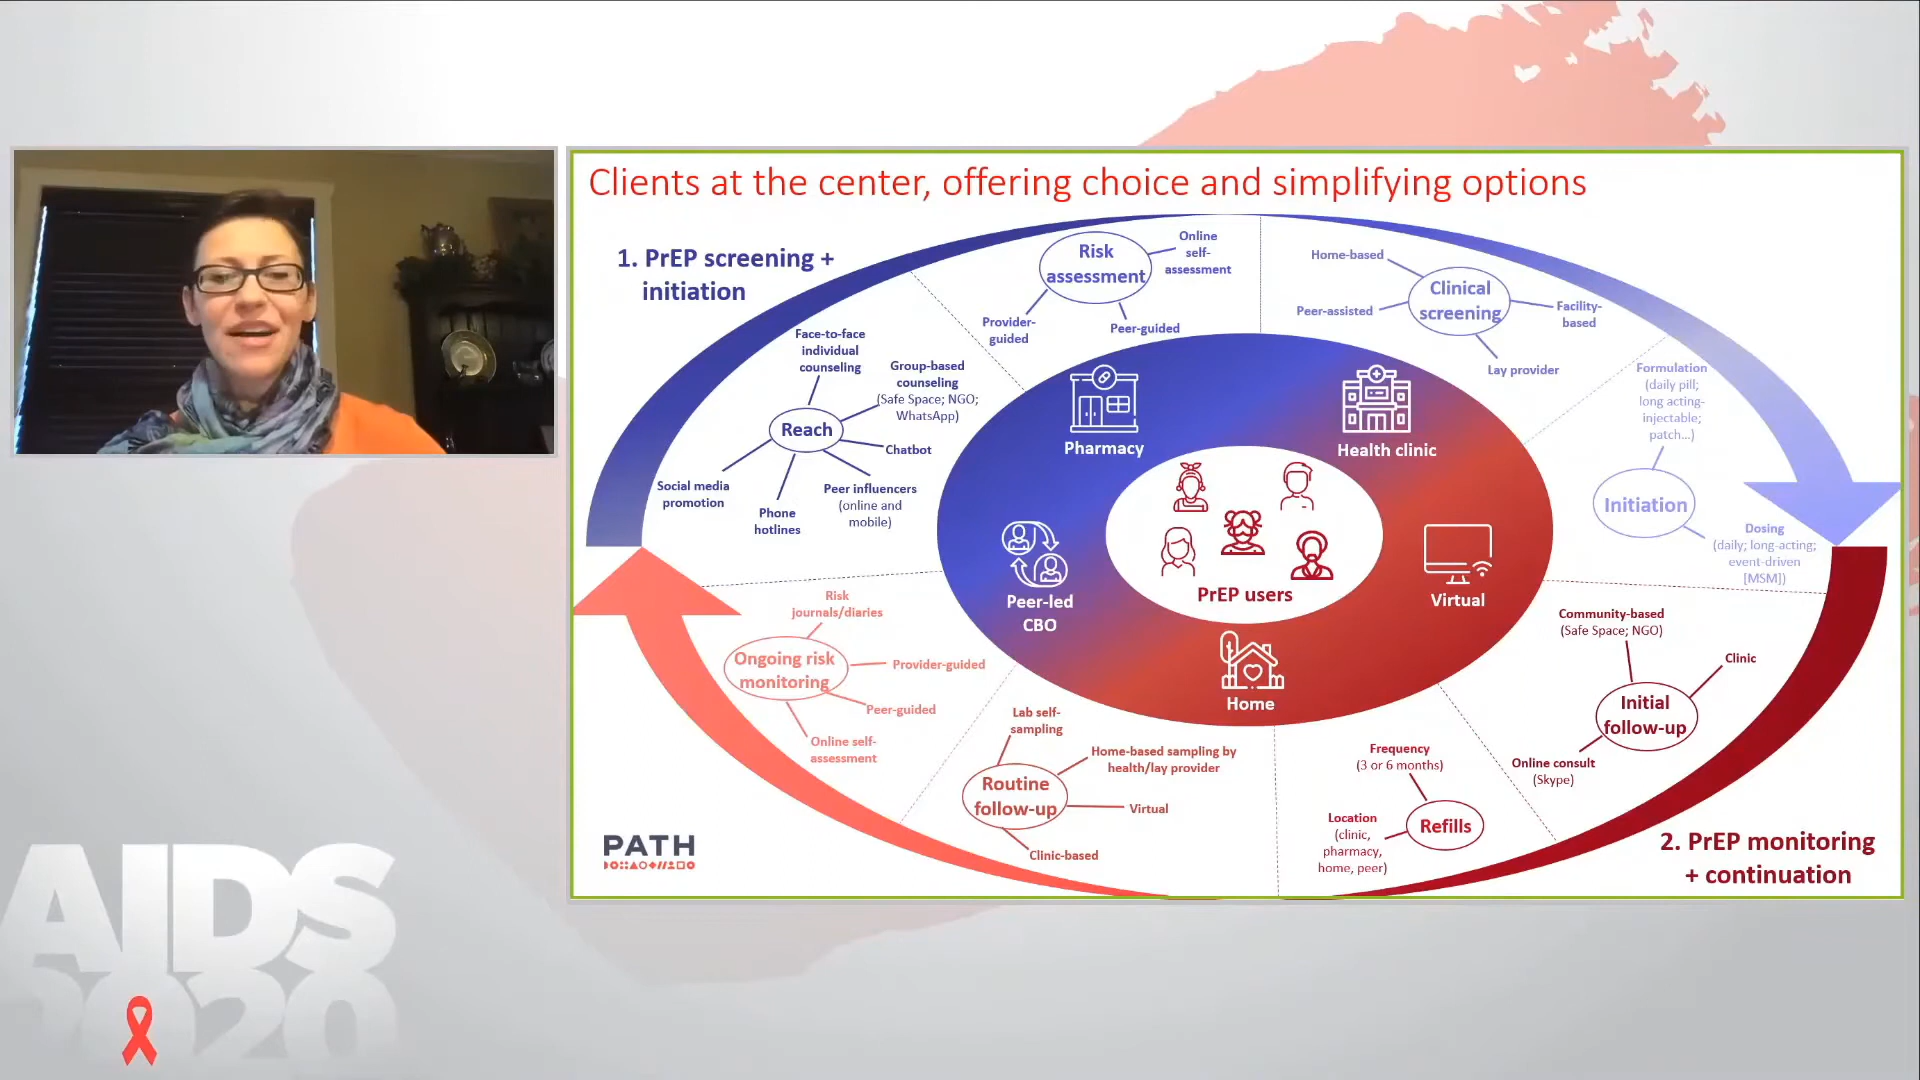 Clients at the center, offering choice and simplifying options
1. PrEP screening +
initiation
Reach
Face-to-face
individual
counseling
Group-based
counseling
(Safe Space; NGO;
WhatsApp)
Chatbot
Peer influencers
(online and
mobile)
Phone
hotlines
Social media
promotion
Risk
assessment
Online
self-
assessment
Provider-
guided
Peer-guided
Clinical
screening
Home-based
Peer-assisted
Facility-
based
Lay provider
Initiation
Formulation
(daily pill;
long acting-
injectable;
patch...)
Dosing
(daily; long-acting;
event-driven
[MSM])
Pharmacy
Health clinic
Peer-led
CBO
Virtual
Home
PrEP users
2. PrEP monitoring
+ continuation
Initial
follow-up
Community-based
(Safe Space; NGO)
Clinic
Online consult
(Skype)
Refills
Frequency
(3 or 6 months)
Location
(clinic,
pharmacy,
home, peer)
Routine
follow-up
Lab self-
sampling
Home-based sampling by
health/lay provider
Virtual
Clinic-based
Ongoing risk
monitoring
Risk
journals/diaries
Provider-guided
Peer-guided
Online self-
assessment
PATH
AIDS
2020